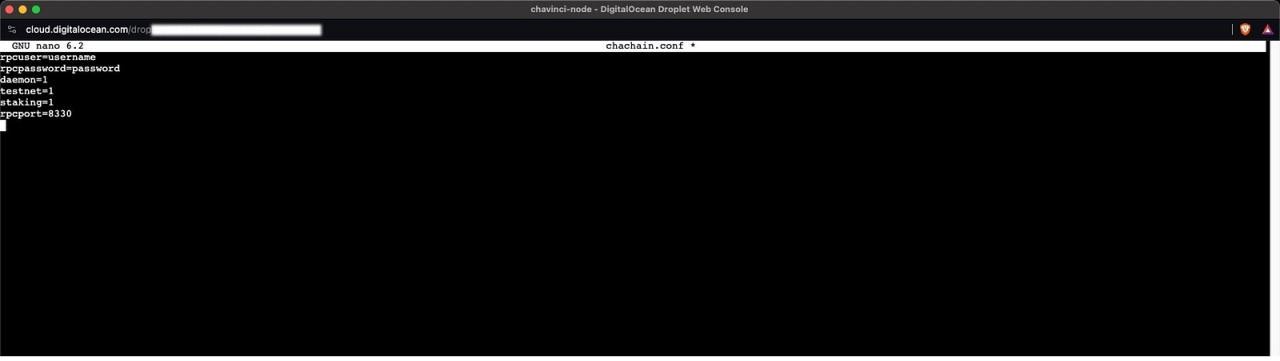 chavinci-node - DigitalOcean Droplet Web Console
cloud.digitalocean.com/drop
GNU nano 6.2 chachain.conf *
rpcuser=username
rpcpassword=password
daemon=1
testnet=1
staking=1
rpcport=8330